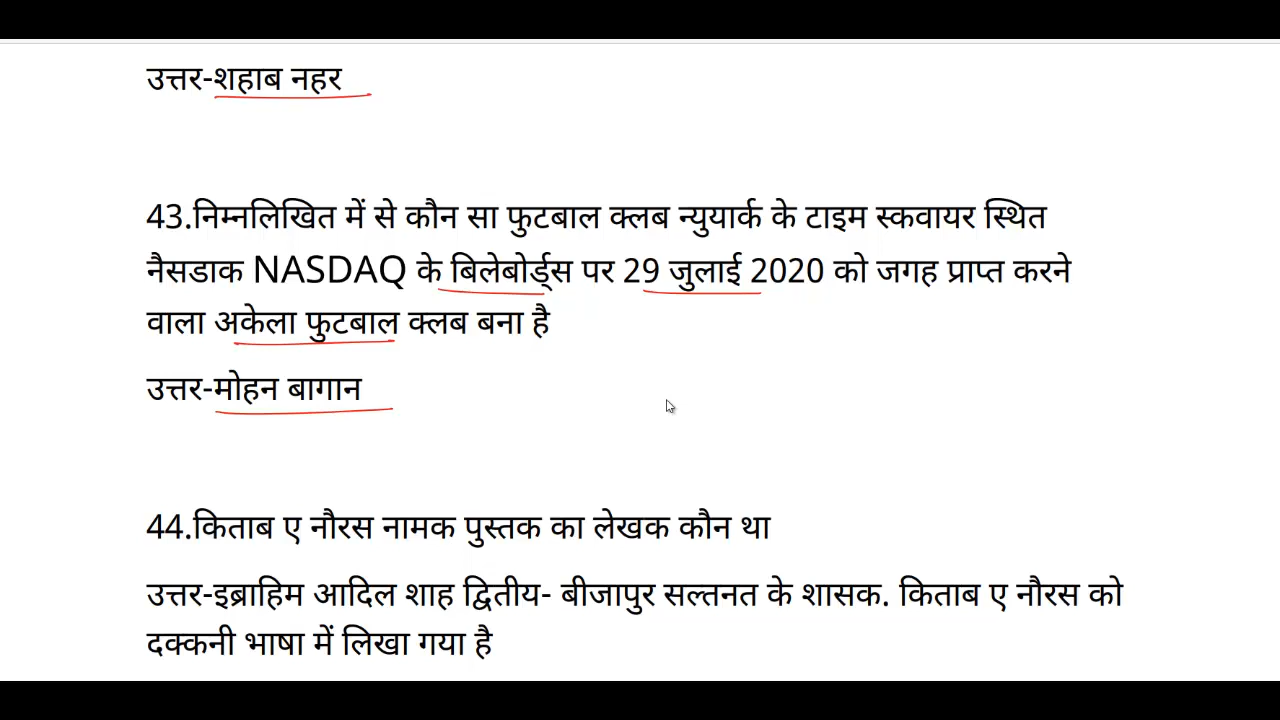 उत्तर-शहाब नहर
43.निम्नलिखित में से कौन सा फुटबाल क्लब न्युयार्क के टाइम स्कवायर स्थित
नैसडाक NASDAQ के बिलेबोर्ड्स पर 29 जुलाई 2020 को जगह प्राप्त करने
वाला अकेला फुटबाल क्लब बना है
उत्तर-मोहन बागान
44.किताब ए नौरस नामक पुस्तक का लेखक कौन था
उत्तर-इब्राहिम आदिल शाह द्वितीय- बीजापुर सल्तनत के शासक. किताब ए नौरस को
दक्कनी भाषा में लिखा गया है